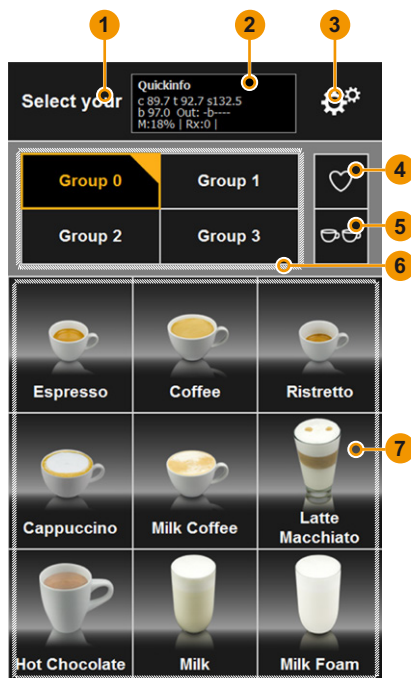 1
2
3
Select your
Quickinfo
c 89.7 t 92.7 s132.5
b 97.0 Out: -b----
M:18% | Rx:0 |
Group 0
Group 1
4
Group 2
Group 3
5
6
Espresso
Coffee
Ristretto
7
Cappuccino
Milk Coffee
Latte
Macchiato
Hot Chocolate
Milk
Milk Foam